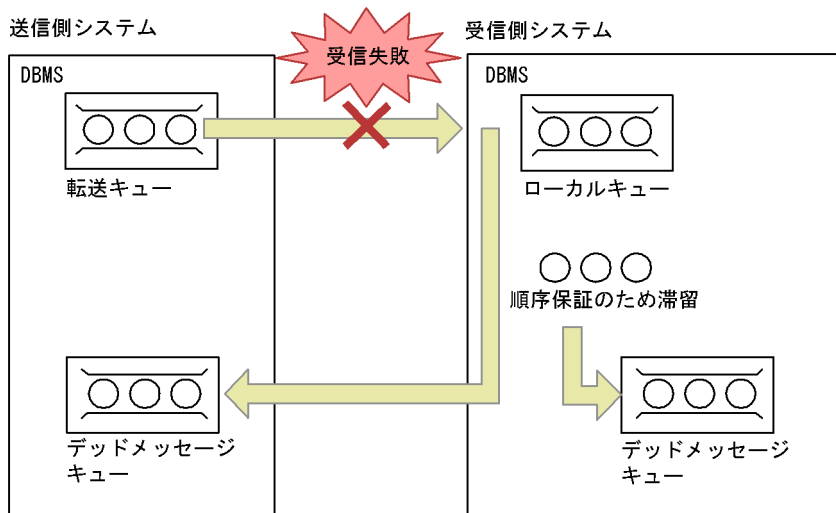 送信側システム
受信側システム
受信失敗
DBMS
DBMS
転送キュー
ローカルキュー
順序保証のため滞留
デッドメッセージ
キュー
デッドメッセージ
キュー